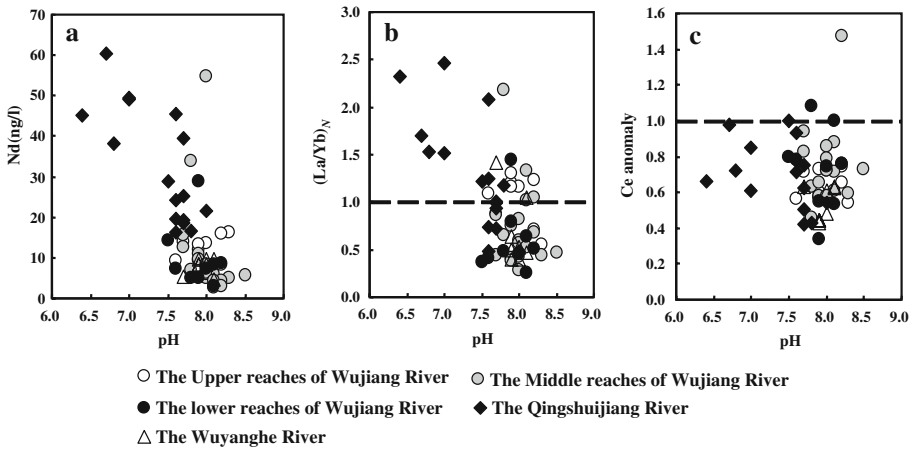 a
Nd(ng/l)
70
60
50
40
30
20
10
0
6.0 6.5 7.0 7.5 8.0 8.5 9.0
pH
b
(La/Yb)N
3.0
2.5
2.0
1.5
1.0
0.5
0.0
6.0 6.5 7.0 7.5 8.0 8.5 9.0
pH
c
Ce anomaly
1.6
1.4
1.2
1.0
0.8
0.6
0.4
0.2
0.0
6.0 6.5 7.0 7.5 8.0 8.5 9.0
pH
The Upper reaches of Wujiang River
The Middle reaches of Wujiang River
The lower reaches of Wujiang River
The Qingshuijiang River
The Wuyanghe River